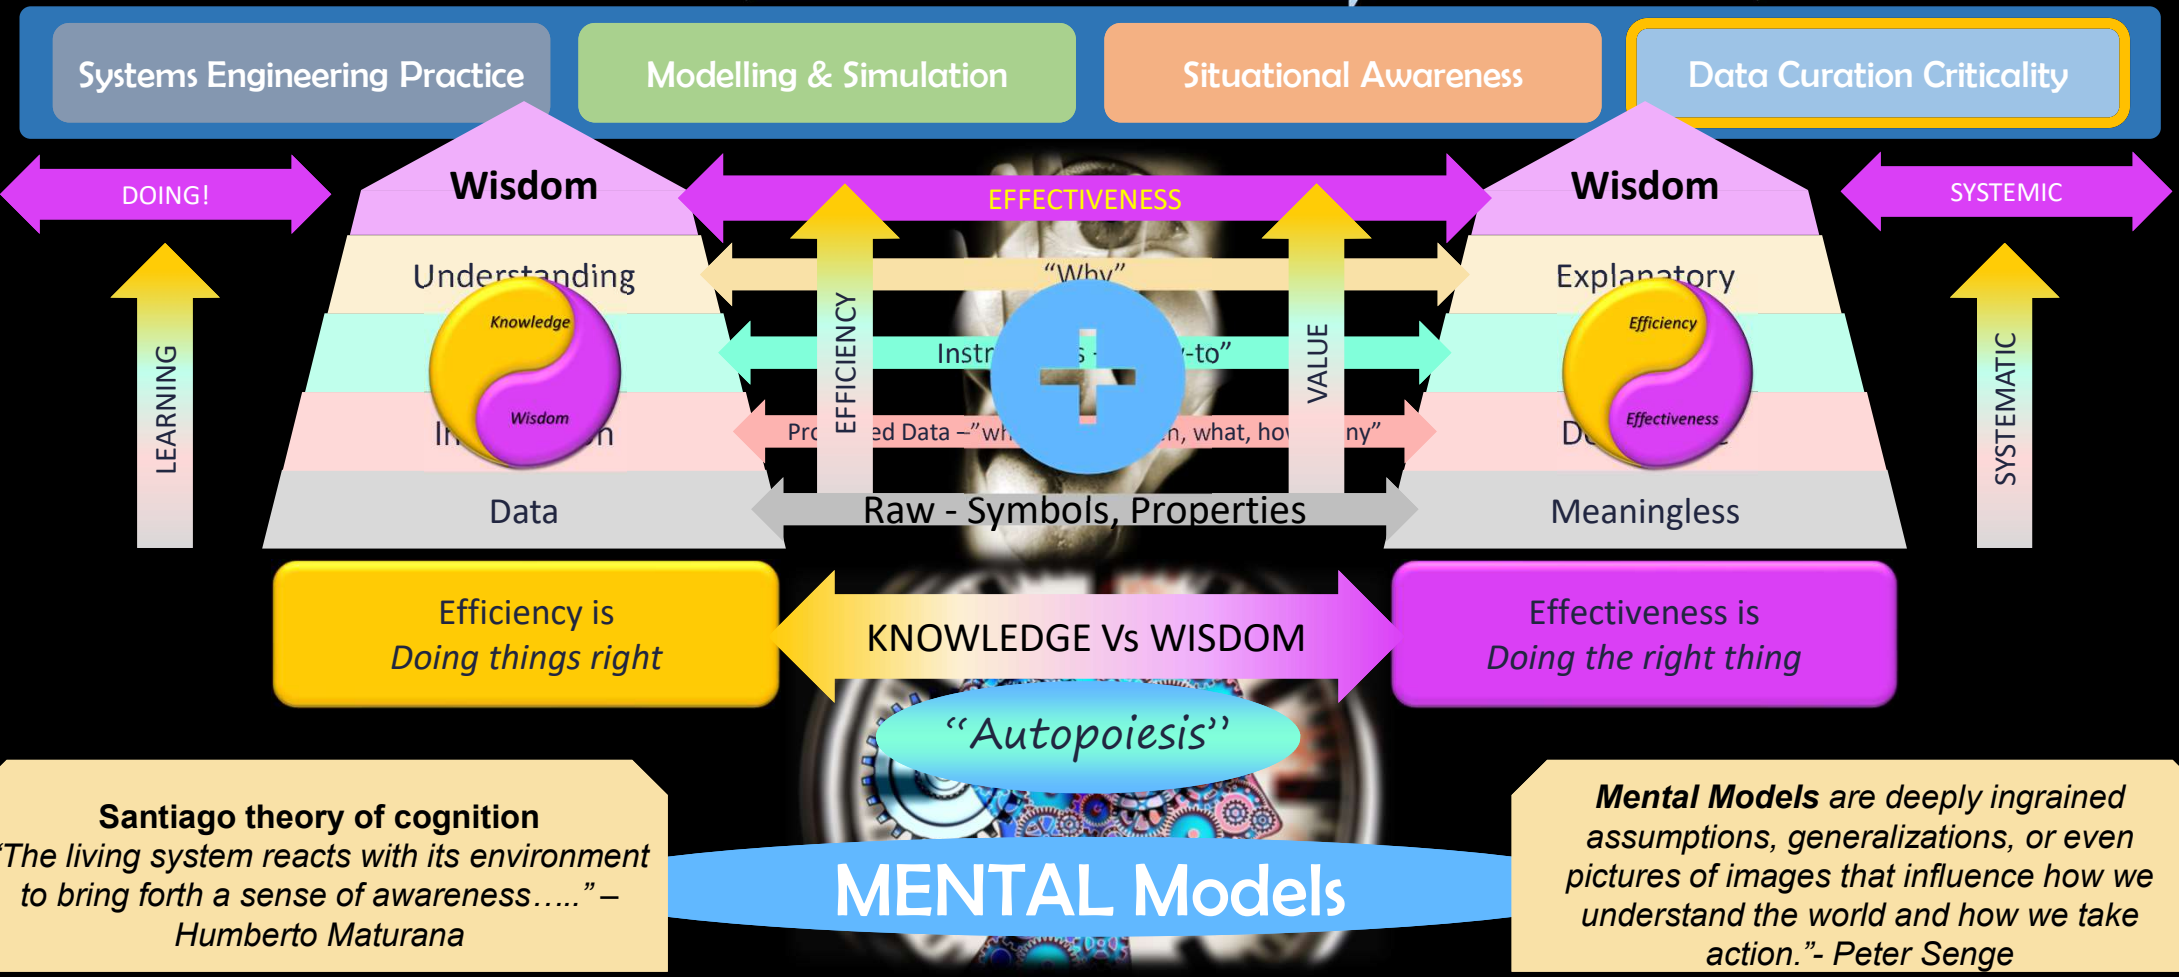 Systems Engineering Practice
Modelling & Simulation
Situational Awareness
Data Curation Criticality
DOING!
Wisdom
EFFECTIVENESS
Wisdom
SYSTEMIC
Understanding
"Why"
Explanatory
LEARNING
Knowledge
Wisdom
EFFICIENCY
VALUE
Efficiency
Effectiveness
SYSTEMATIC
-to"
Data –"
what, ny"
Data
Raw - Symbols, Properties
Meaningless
Efficiency is
Doing things right
KNOWLEDGE Vs WISDOM
Effectiveness is
Doing the right thing
"Autopoiesis"
Santiago theory of cognition
"The living system reacts with its environment
to bring forth a sense of awareness….." –
Humberto Maturana
MENTAL Models
Mental Models are deeply ingrained
assumptions, generalizations, or even
pictures of images that influence how we
understand the world and how we take
action."- Peter Senge